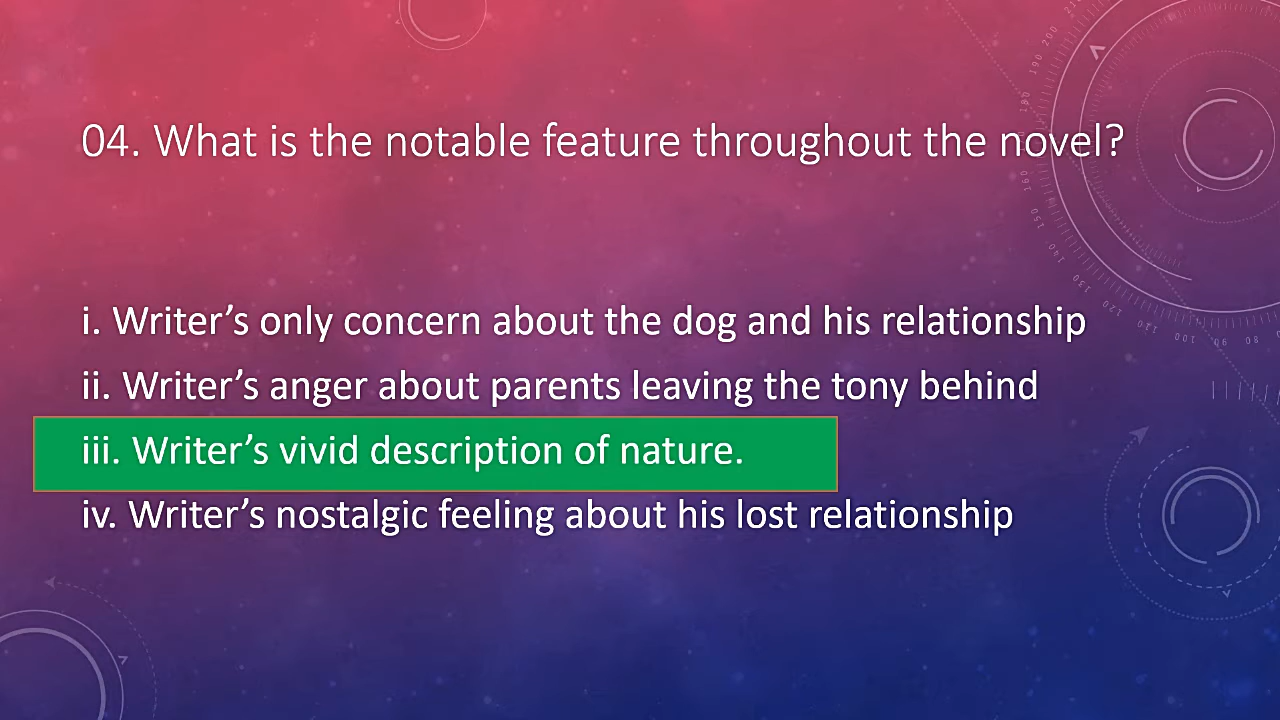 04. What is the notable feature throughout the novel?
i. Writer’s only concern about the dog and his relationship
ii. Writer’s anger about parents leaving the tony behind
iii. Writer’s vivid description of nature.
iv. Writer’s nostalgic feeling about his lost relationship